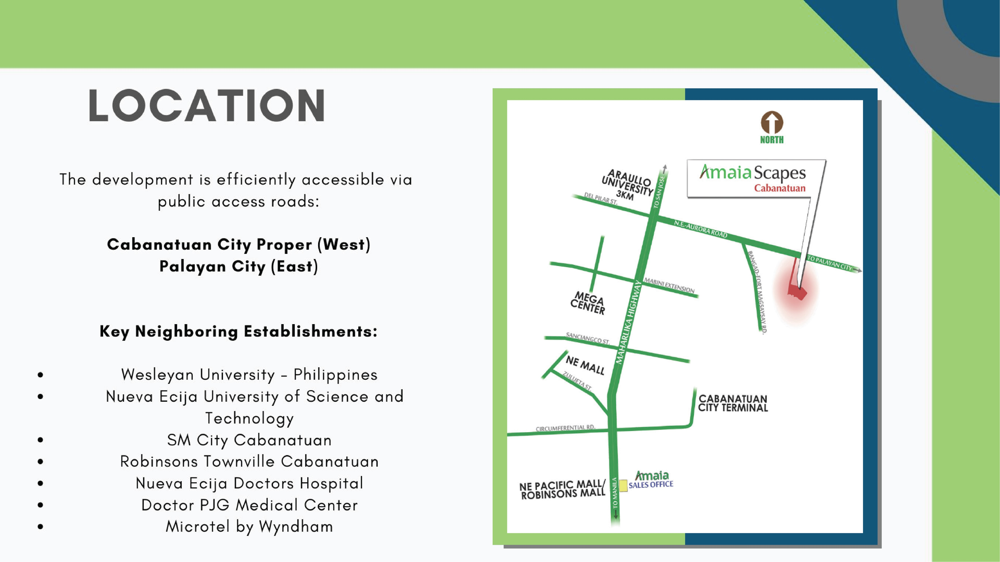 LOCATION
The development is efficiently accessible via
public access roads:
Cabanatuan City Proper (West)
Palayan City (East)
Key Neighboring Establishments:
• Wesleyan University - Philippines
• Nueva Ecija University of Science and
Technology
• SM City Cabanatuan
• Robinsons Townville Cabanatuan
• Nueva Ecija Doctors Hospital
• Doctor PJG Medical Center
• Microtel by Wyndham
NORTH
Amaia Scapes
Cabanatuan
ARAULLO
UNIVERSITY
3KM
TO SAN JOSE
DEL PILAR ST.
N.E.-AURORA ROAD
TO PALAYAN CITY
BANGAD-FORT MAGSAYSAY RD.
MABINI EXTENSION
MEGA
CENTER
MAHARLIKA HIGHWAY
SANCIANGCO ST.
NE MALL
ZULUETA ST.
CABANATUAN
CITY TERMINAL
CIRCUMFERENTIAL RD.
NE PACIFIC MALL/
ROBINSONS MALL
TO MANILA
Amaia
SALES OFFICE